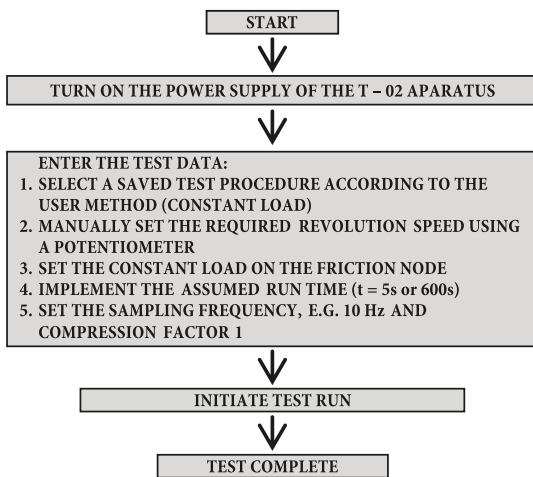 START
TURN ON THE POWER SUPPLY OF THE T – 02 APARATUS
ENTER THE TEST DATA:
1. SELECT A SAVED TEST PROCEDURE ACCORDING TO THE
USER METHOD (CONSTANT LOAD)
2. MANUALLY SET THE REQUIRED REVOLUTION SPEED USING
A POTENTIOMETER
3. SET THE CONSTANT LOAD ON THE FRICTION NODE
4. IMPLEMENT THE ASSUMED RUN TIME (t = 5s or 600s)
5. SET THE SAMPLING FREQUENCY, E.G. 10 Hz AND
COMPRESSION FACTOR 1
INITIATE TEST RUN
TEST COMPLETE